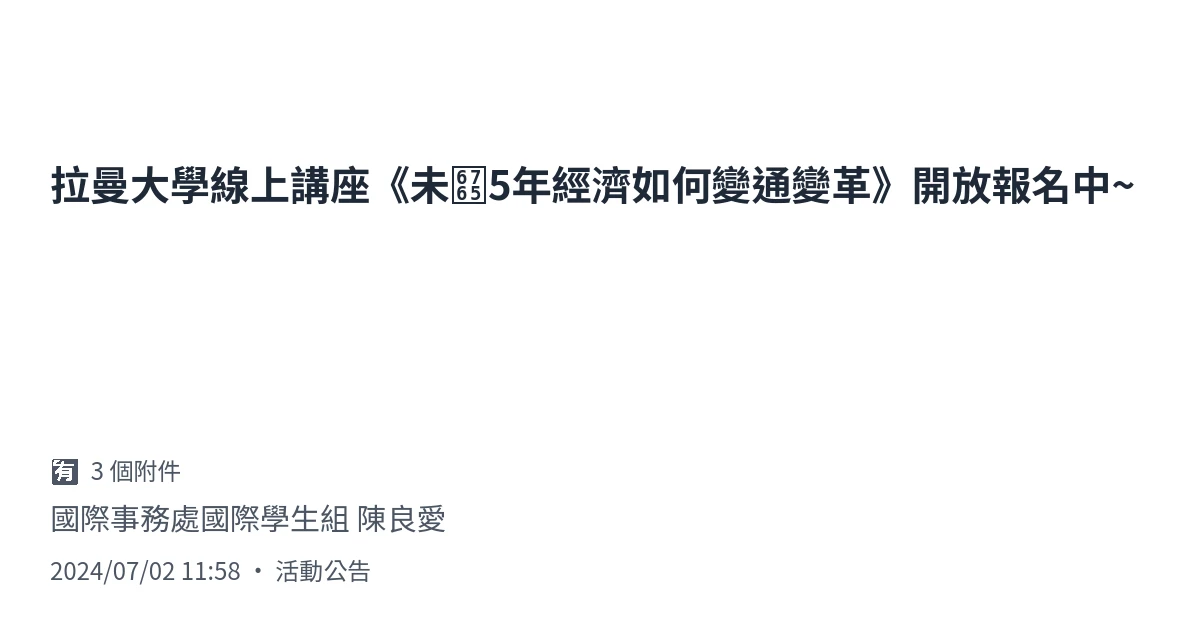 拉曼大學線上講座《未来5年經濟如何變通變革》開放報名中~
🈶 3 個附件
國際事務處國際學生組 陳良愛
2024/07/02 11:58 ・ 活動公告